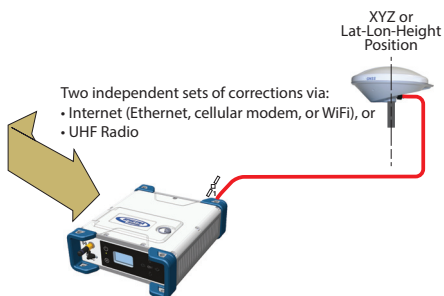 XYZ or
Lat-Lon-Height
Position
Two independent sets of corrections via:
• Internet (Ethernet, cellular modem, or WiFi), or
• UHF Radio